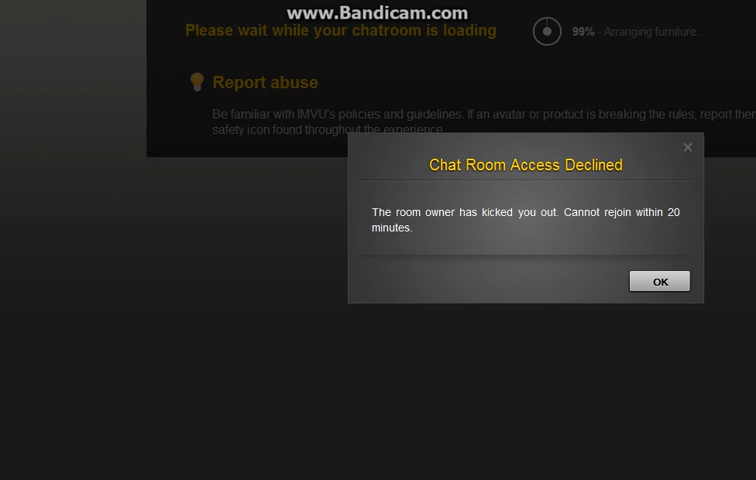 www.Bandicam.com
Please wait while your chatroom is loading
99% - Arranging furniture...
Report abuse
Be familiar with IMVU's policies and guidelines. If an avatar or product is breaking the rules, report
safety icon found throughout the experience.
Chat Room Access Declined
The room owner has kicked you out. Cannot rejoin within 20
minutes.
OK